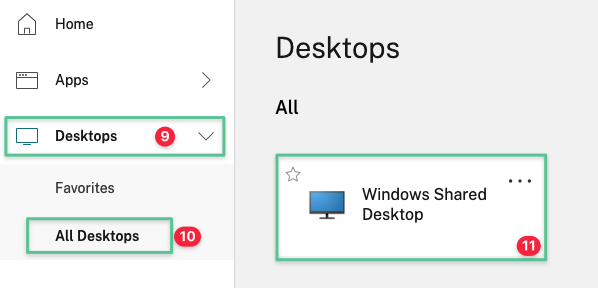 Home
Apps
Desktops 9
Favorites
All Desktops 10
Desktops
All
Windows Shared
Desktop
11